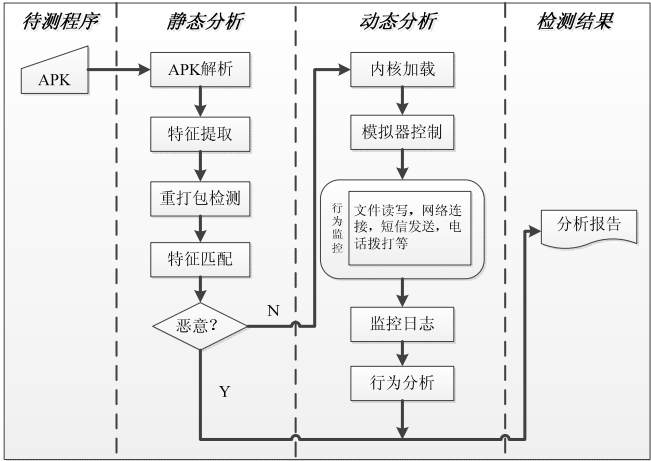 待测程序
静态分析
动态分析
检测结果
APK
APK解析
特征提取
重打包检测
特征匹配
恶意?
N
Y
内核加载
模拟器控制
行为监控
文件读写，网络连
接，短信发送，电
话拨打等
监控日志
行为分析
分析报告